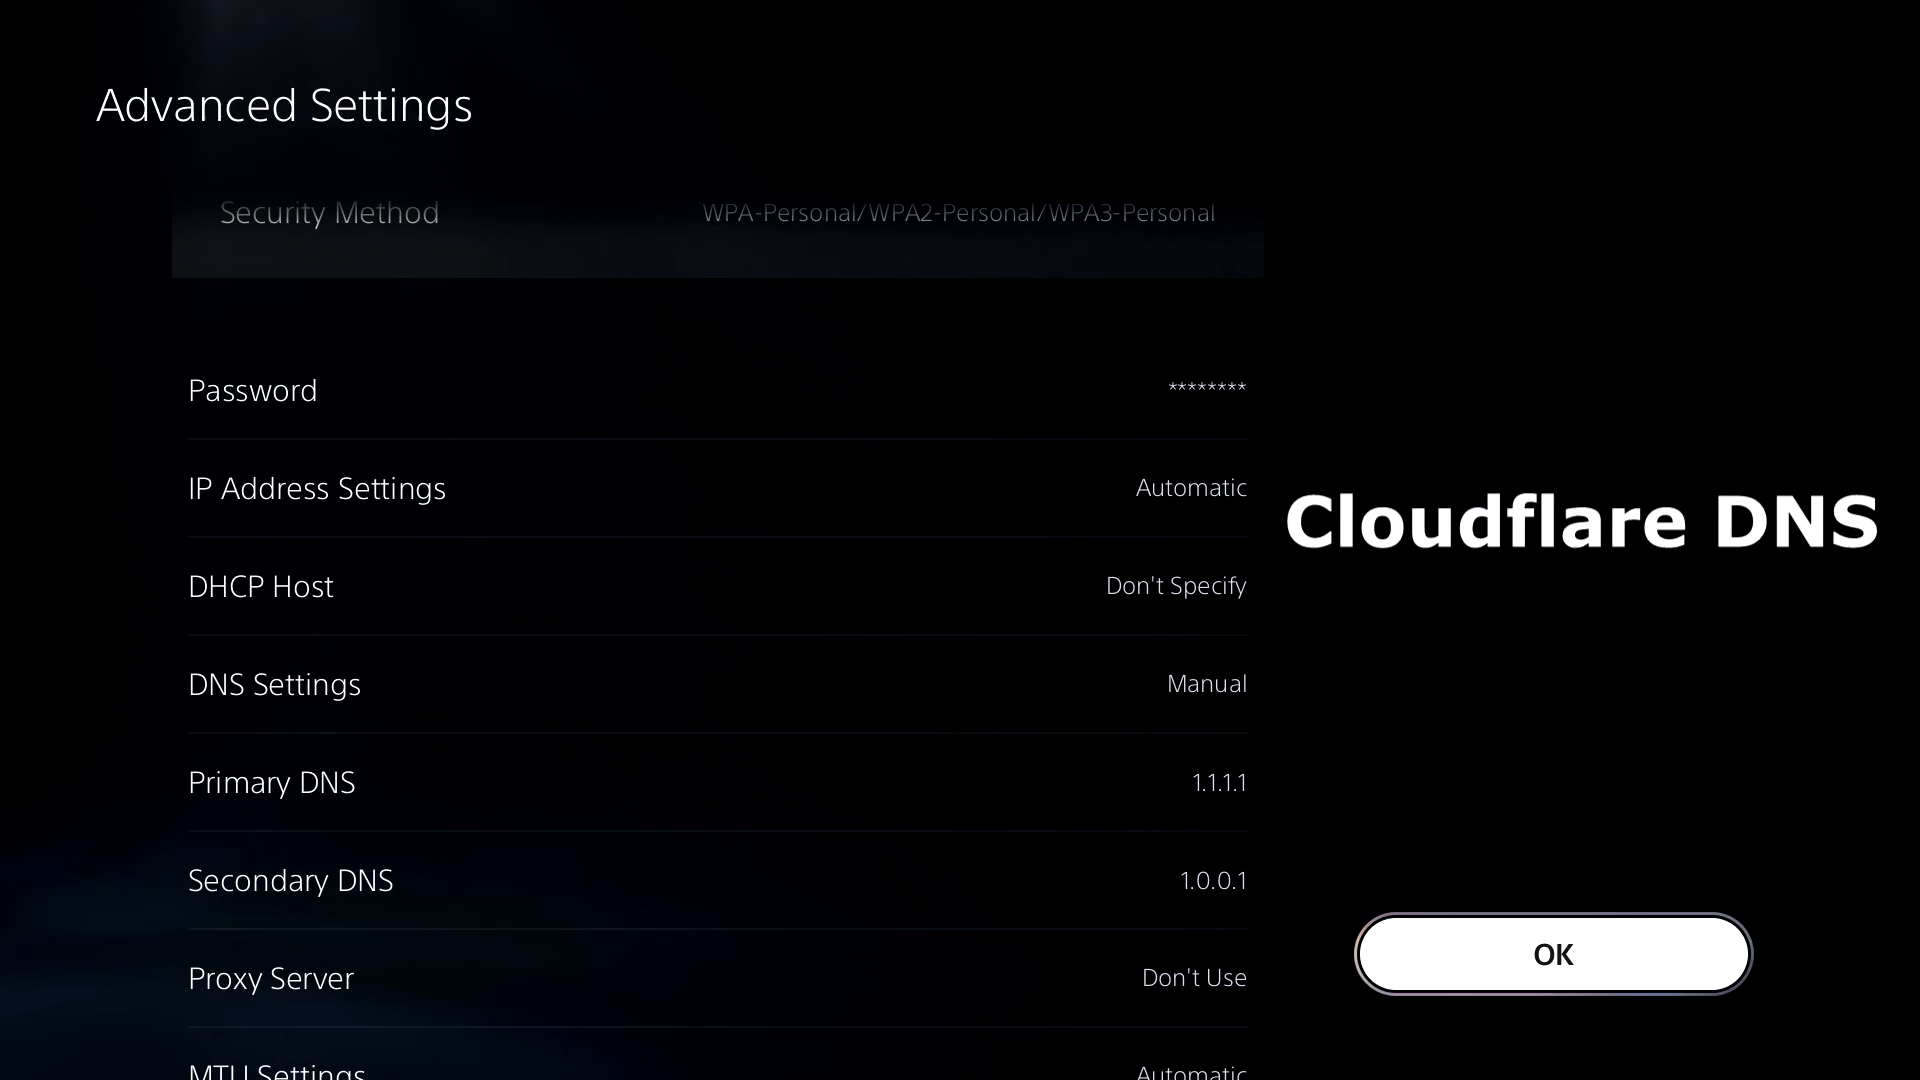 Advanced Settings
Security Method WPA-Personal/WPA2-Personal/WPA3-Personal
Password ********
IP Address Settings Automatic
Cloudflare DNS
DHCP Host Don't Specify
DNS Settings Manual
Primary DNS 1.1.1.1
Secondary DNS 1.0.0.1
OK
Proxy Server Don't Use
MTU Settings Automatic